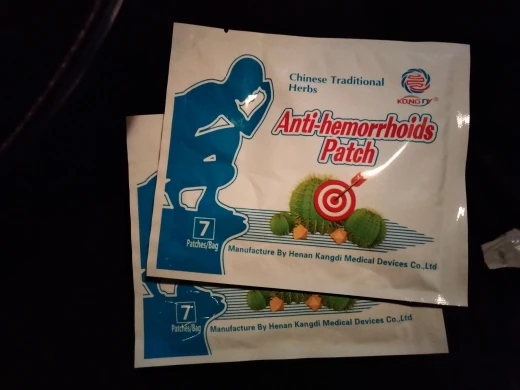 Chinese Traditional
Herbs
KONGDY®
Anti-hemorrhoids
Patch
7
Patches/Bag
Manufacture By Henan Kangdi Medical Devices Co.,Ltd
7
Patches/Bag
Manufacture By Henan Kangdi Medical Devices Co.,Ltd